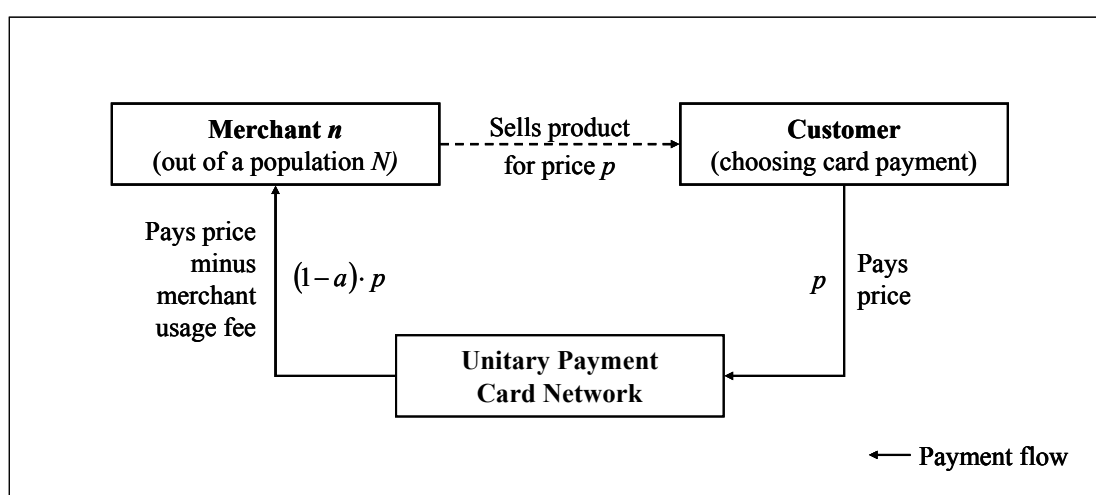 Merchant n
(out of a population N)
Sells product
for price p
Customer
(choosing card payment)
Pays price
minus
merchant
usage fee
(1−a)· p
p
Pays
price
Unitary Payment
Card Network
Payment flow